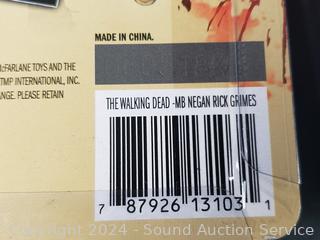 MADE IN CHINA.
McFARLANE TOYS AND THE
TMP INTERNATIONAL, INC.
ANGE. PLEASE RETAIN
THE WALKING DEAD -MB NEGAN RICK GRIMES
7 87926 13103 1
Copyright 2024 - Sound Auction Service